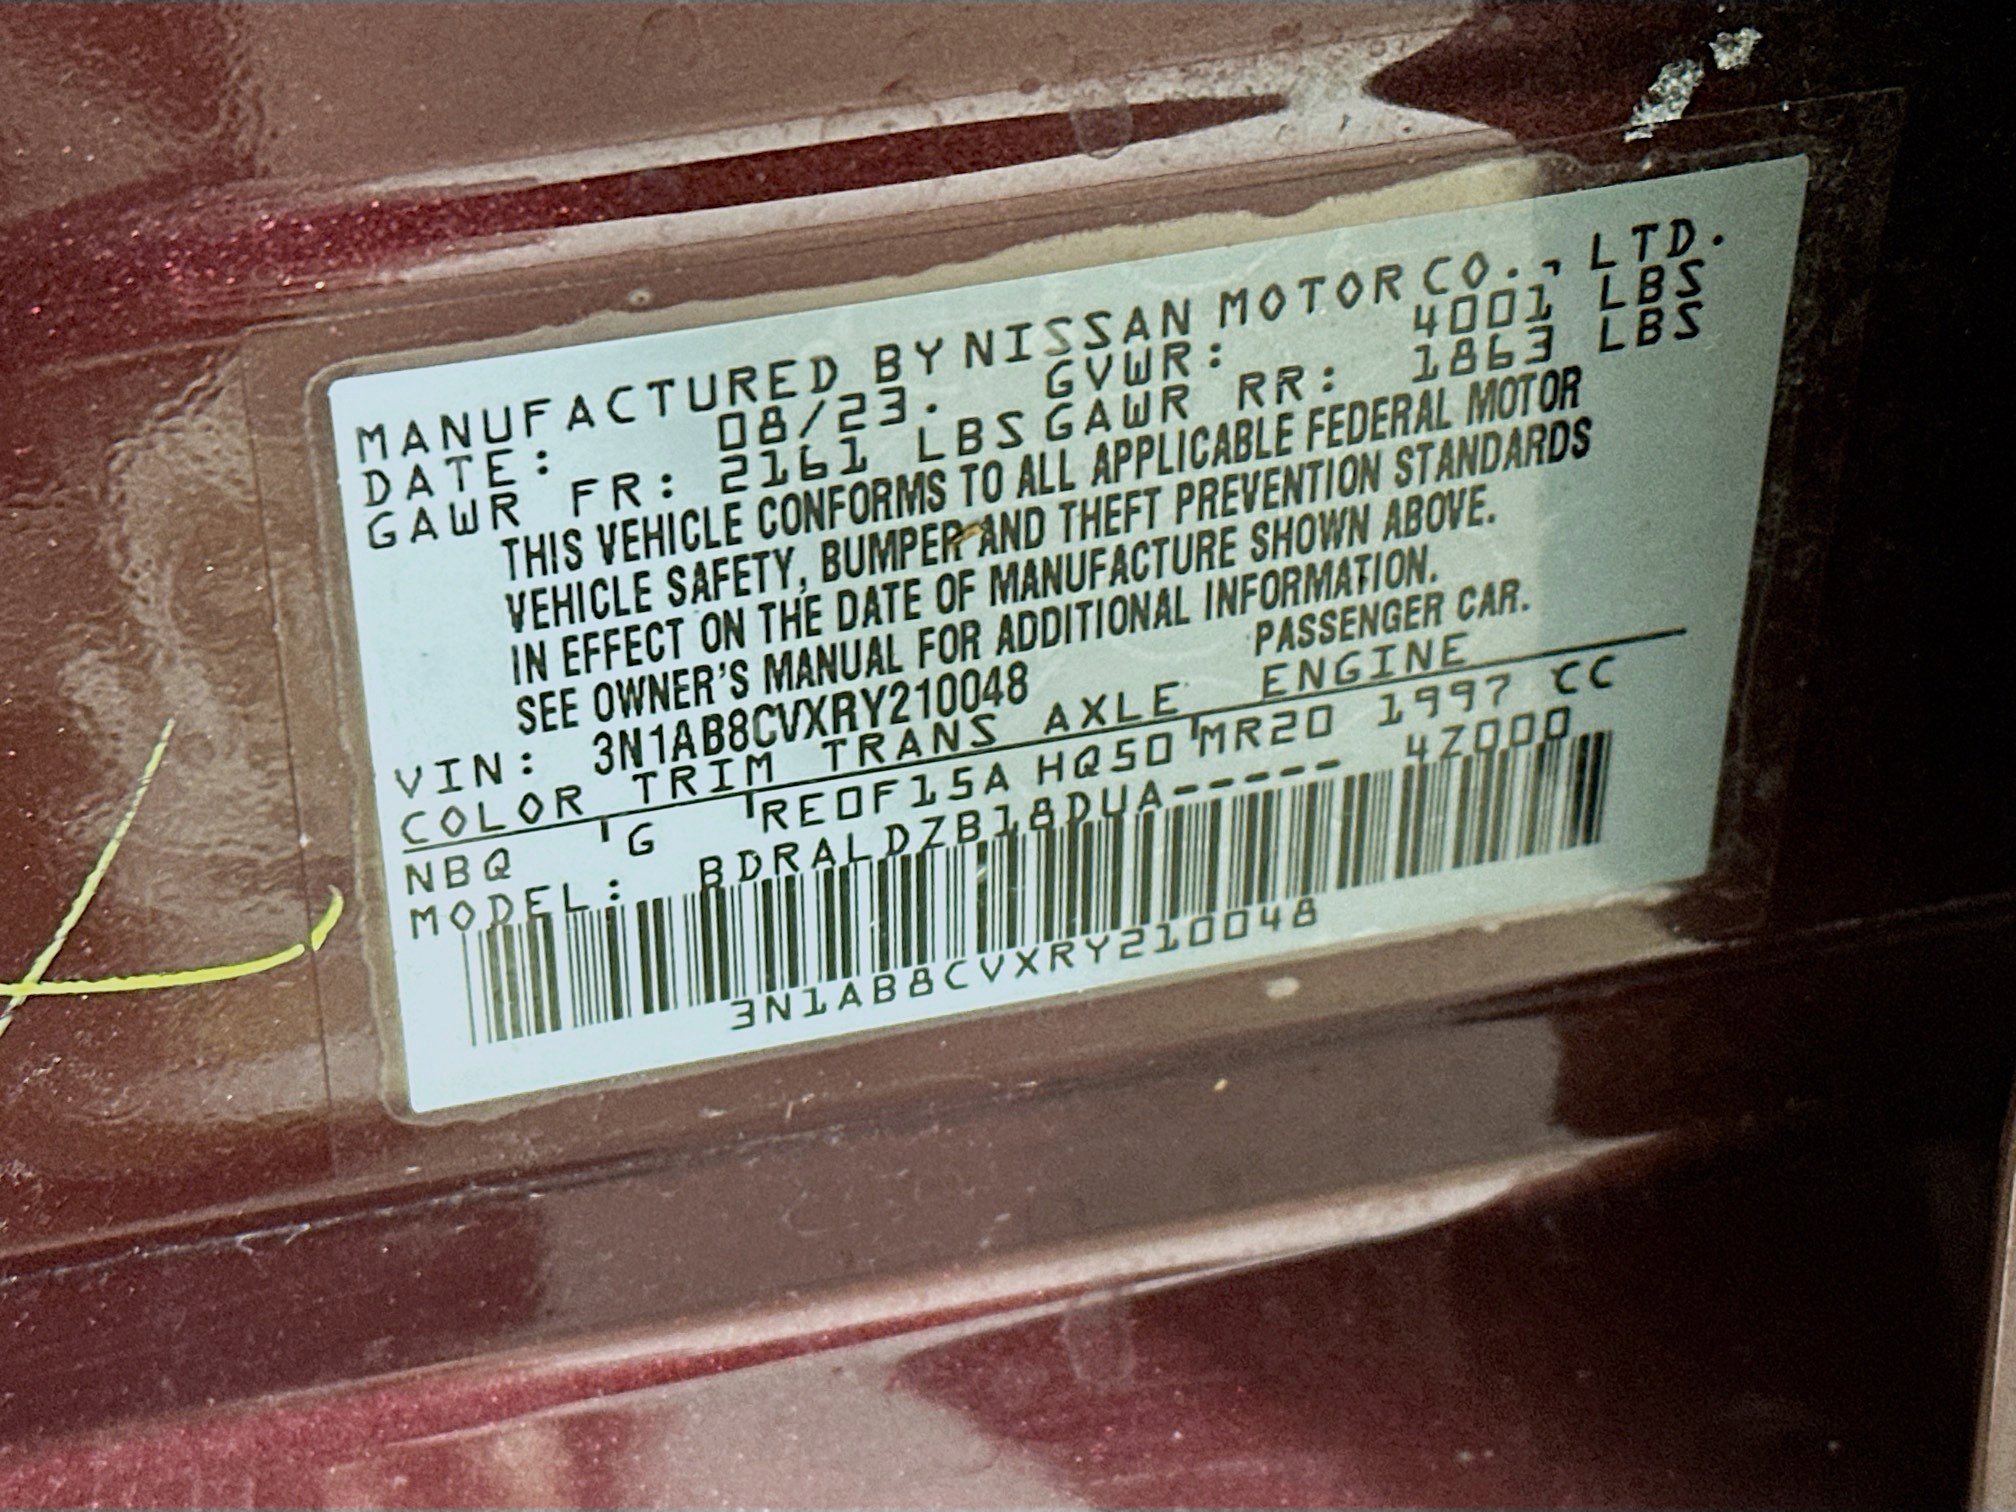 MANUFACTURED BY NISSAN MOTOR CO., LTD.
DATE: 08/23. GVWR: 4001 LBS
GAWR FR: 2161 LBS GAWR RR: 1863 LBS
THIS VEHICLE CONFORMS TO ALL APPLICABLE FEDERAL MOTOR
VEHICLE SAFETY, BUMPER AND THEFT PREVENTION STANDARDS
IN EFFECT ON THE DATE OF MANUFACTURE SHOWN ABOVE.
SEE OWNER'S MANUAL FOR ADDITIONAL INFORMATION.
VIN: 3N1AB8CVXRY210048 PASSENGER CAR.
COLOR TRIM TRANS AXLE ENGINE
NBQ G RE0F15A HQ50 MR20 1997 CC
MODEL: BDRALDZB18DUA----- 4Z000
3N1AB8CVXRY210048